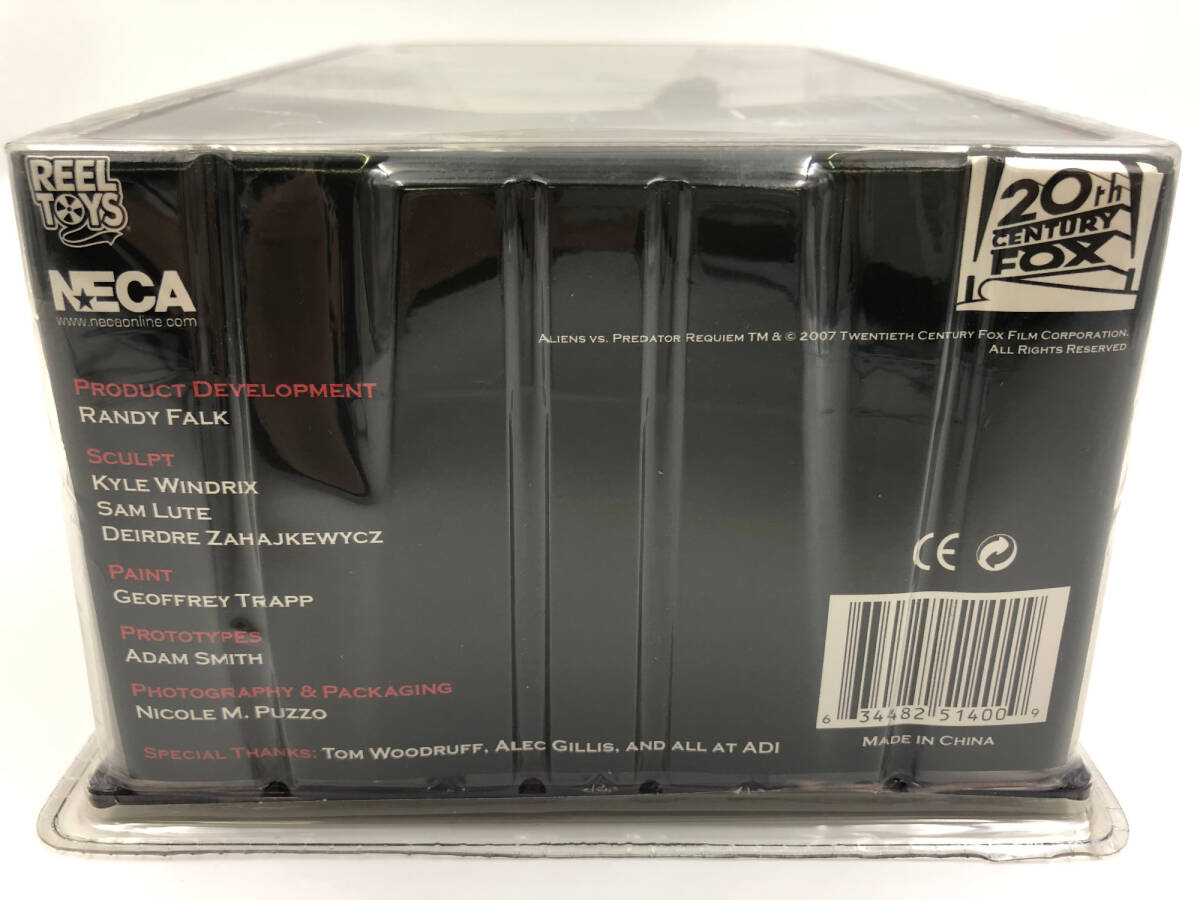 REEL
TOYS
NECA
www.necaonline.com
20th
CENTURY
FOX
ALIENS VS. PREDATOR REQUIEM TM & © 2007 TWENTIETH CENTURY FOX FILM CORPORATION.
ALL RIGHTS RESERVED
PRODUCT DEVELOPMENT
RANDY FALK
SCULPT
KYLE WINDRIX
SAM LUTE
DEIRDRE ZAHAJKEWYCZ
PAINT
GEOFFREY TRAPP
PROTOTYPES
ADAM SMITH
PHOTOGRAPHY & PACKAGING
NICOLE M. PUZZO
SPECIAL THANKS: TOM WOODRUFF, ALEC GILLIS, AND ALL AT ADI
CE
6 34482 51400 9
MADE IN CHINA